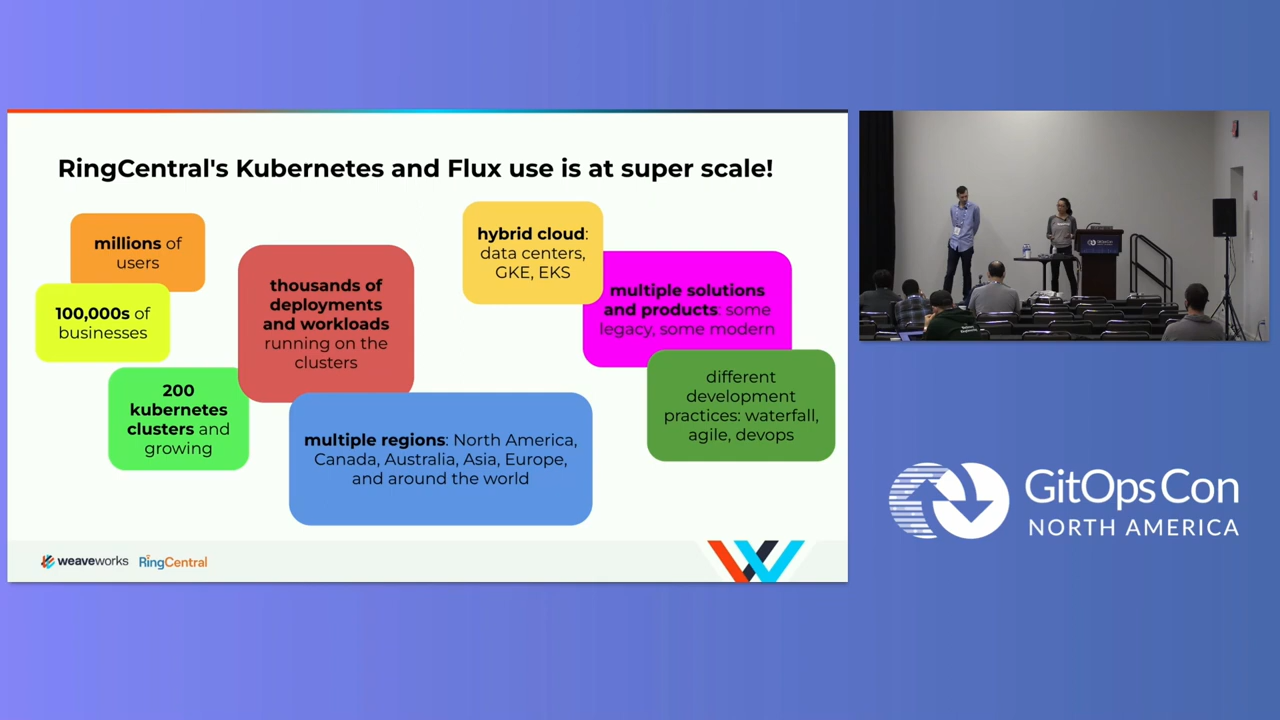 RingCentral's Kubernetes and Flux use is at super scale!
millions of
users
100,000s of
businesses
200
kubernetes
clusters and
growing
thousands of
deployments
and workloads
running on the
clusters
multiple regions: North America,
Canada, Australia, Asia, Europe,
and around the world
hybrid cloud:
data centers,
GKE, EKS
multiple solutions
and products: some
legacy, some modern
different
development
practices: waterfall,
agile, devops
weaveworks
RingCentral
GitOpsCon
NORTH AMERICA